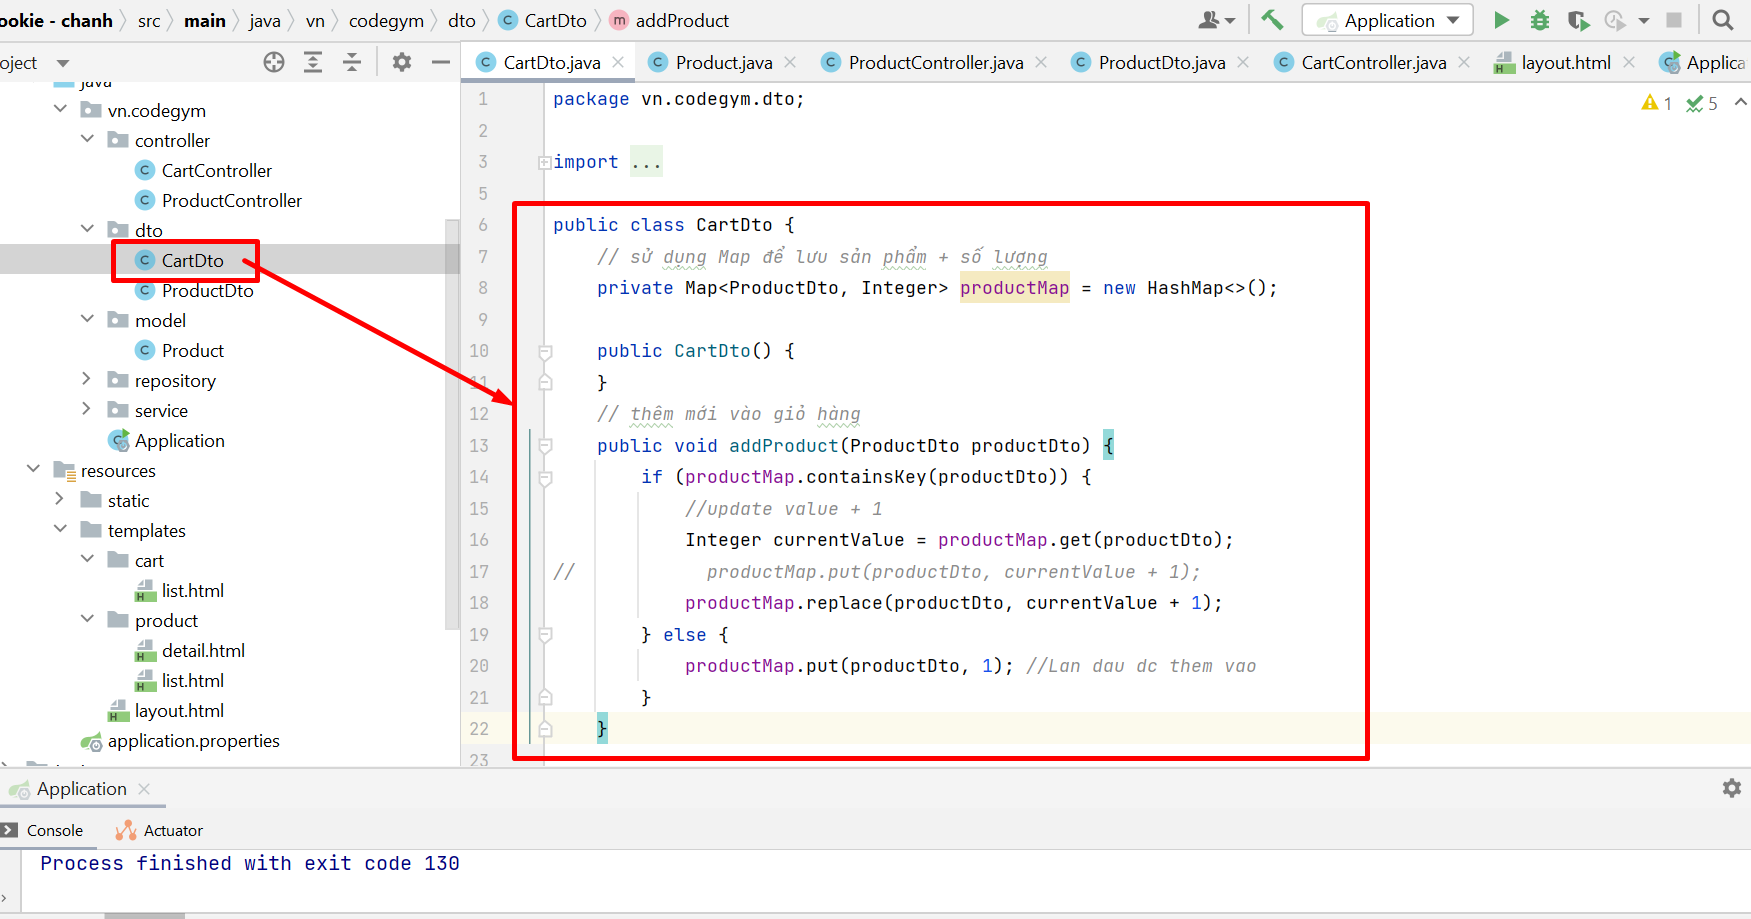 ookie - chanh src main java vn codegym dto CartDto addProduct
Application
oject
CartDto.java Product.java ProductController.java ProductDto.java CartController.java layout.html Applica
java
vn.codegym
controller
CartController
ProductController
dto
CartDto
ProductDto
model
Product
repository
service
Application
resources
static
templates
cart
list.html
product
detail.html
list.html
layout.html
application.properties
1 package vn.codegym.dto;
1 5
2
3 import ...
5
6 public class CartDto {
7 // sử dụng Map để lưu sản phẩm + số lượng
8 private Map<ProductDto, Integer> productMap = new HashMap<>();
9
10 public CartDto() {
11 }
12 // thêm mới vào giỏ hàng
13 public void addProduct(ProductDto productDto) {
14 if (productMap.containsKey(productDto)) {
15 //update value + 1
16 Integer currentValue = productMap.get(productDto);
17 // productMap.put(productDto, currentValue + 1);
18 productMap.replace(productDto, currentValue + 1);
19 } else {
20 productMap.put(productDto, 1); //Lan dau dc them vao
21 }
22 }
23
Application
Console Actuator
Process finished with exit code 130